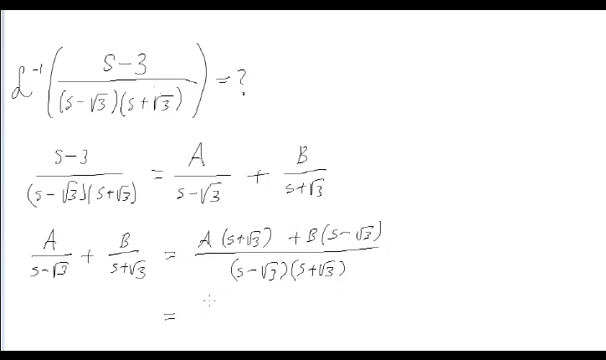 ℒ⁻¹( (s-3) / ((s-√3)(s+√3)) ) = ?
(s-3) / ((s-√3)(s+√3)) = A / (s-√3) + B / (s+√3)
A / (s-√3) + B / (s+√3) = (A(s+√3) + B(s-√3)) / ((s-√3)(s+√3))
=